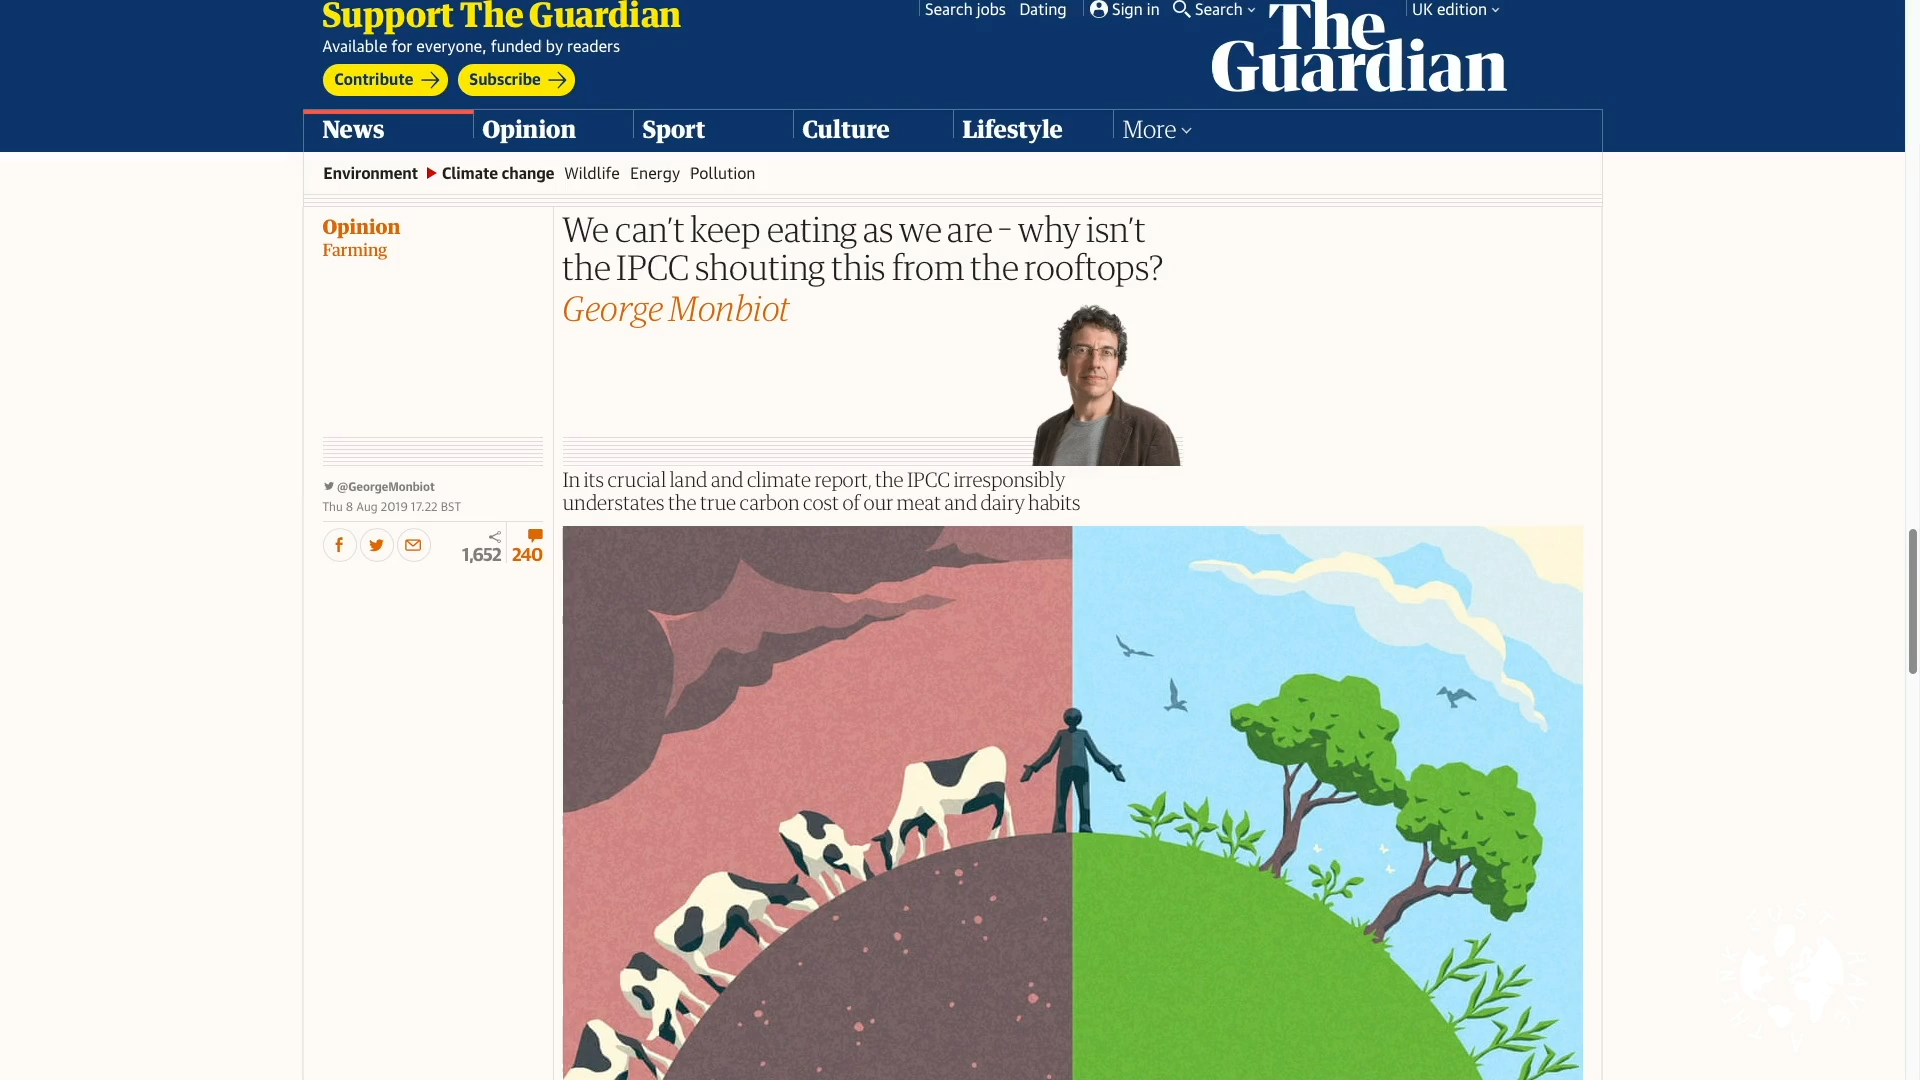 Support The Guardian
Available for everyone, funded by readers
Contribute
Subscribe
Search jobs
Dating
Sign in
Search
UK edition
The
Guardian
News
Opinion
Sport
Culture
Lifestyle
More
Environment
Climate change
Wildlife
Energy
Pollution
Opinion
Farming
We can't keep eating as we are – why isn't
the IPCC shouting this from the rooftops?
George Monbiot
In its crucial land and climate report, the IPCC irresponsibly
understates the true carbon cost of our meat and dairy habits
@GeorgeMonbiot
Thu 8 Aug 2019 17.22 BST
1,652
240